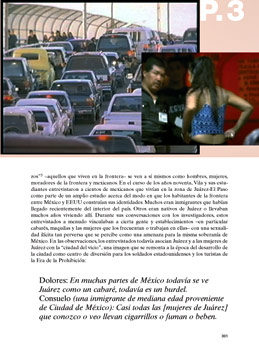 P. 3
zos"³ –aquellos que viven en la frontera– se ven a sí mismos como hombres, mujeres,
moradores de la frontera y mexicanos. En el curso de los años noventa, Vila y sus estu-
diantes entrevistaron a cientos de mexicanos que vivían en la zona de Juárez-El Paso
como parte de un amplio estudio acerca del modo en que los habitantes de la frontera
entre México y EE/UU construían sus identidades. Muchos eran inmigrantes que habían
llegado recientemente del interior del país. Otros eran nativos de Juárez o llevaban
muchos años viviendo allí. Durante sus conversaciones con los investigadores, estos
entrevistados a menudo vinculaban a cierta gente y establecimientos –en particular
cabarets, maquilas y las mujeres que los frecuentan o trabajan en ellas– con una sexuali-
dad ilícita tan perversa que se percibe como una amenaza para la misma soberanía de
México. En las observaciones, los entrevistados todavía asocian Juárez y a las mujeres de
Juárez con la "ciudad del vicio", una imagen que se remonta a la época del desarrollo de
la ciudad como centro de diversión para los soldados estadounidenses y los turistas de
la Era de la Prohibición:
Dolores: En muchas partes de México todavía se ve
Juárez como un cabaré, todavía es un burdel.
Consuelo (una inmigrante de mediana edad proveniente
de Ciudad de México): Casi todas las [mujeres de Juárez]
que conozco o veo llevan cigarrillos o fuman o beben.